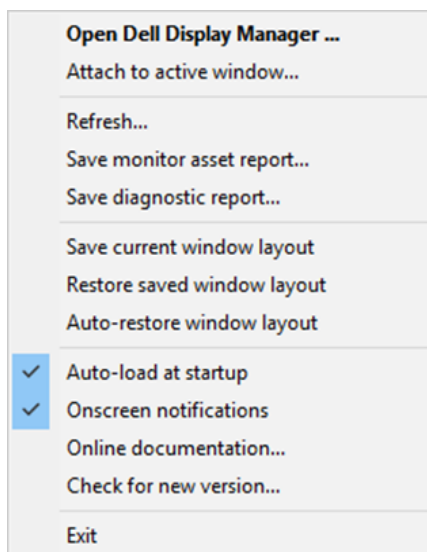 Open Dell Display Manager ...
Attach to active window...
Refresh...
Save monitor asset report...
Save diagnostic report...
Save current window layout
Restore saved window layout
Auto-restore window layout
Auto-load at startup
Onscreen notifications
Online documentation...
Check for new version...
Exit